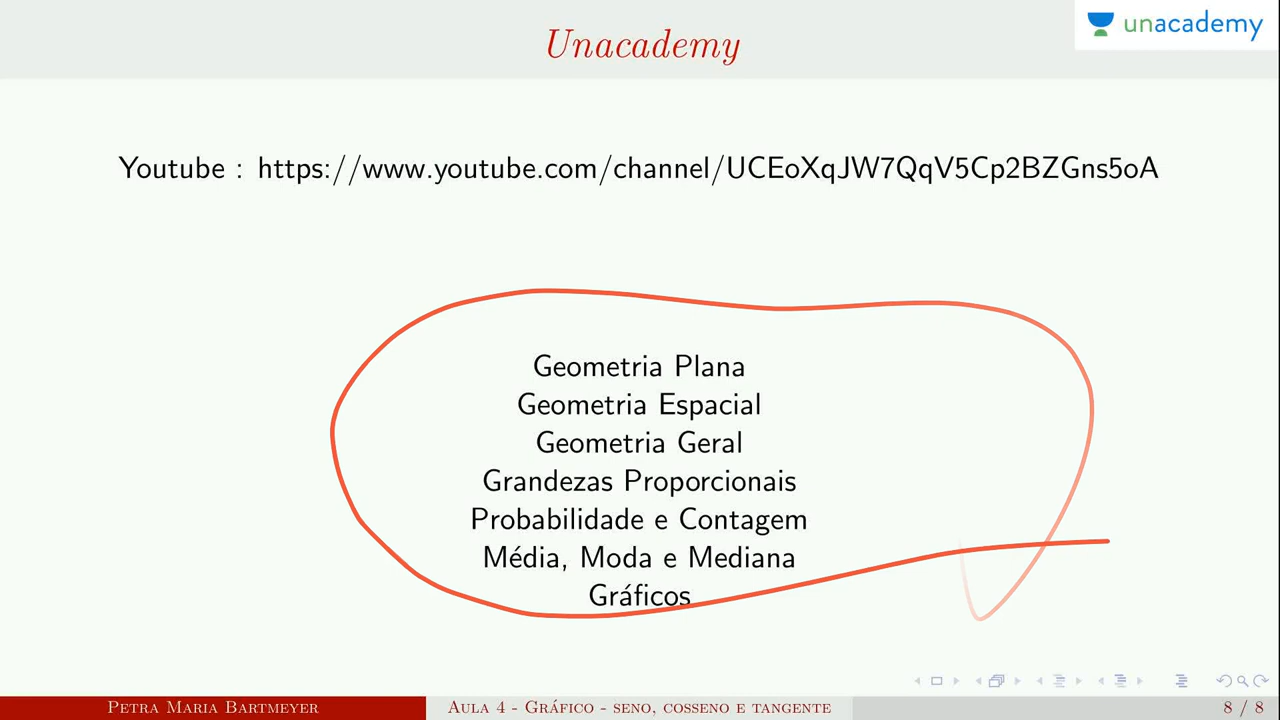 Unacademy
unacademy
Youtube : https://www.youtube.com/channel/UCEoXqJW7QqV5Cp2BZGns5oA
Geometria Plana
Geometria Espacial
Geometria Geral
Grandezas Proporcionais
Probabilidade e Contagem
Média, Moda e Mediana
Gráficos
Petra Maria Bartmeyer
Aula 4 - Gráfico - seno, cosseno e tangente
8 / 8